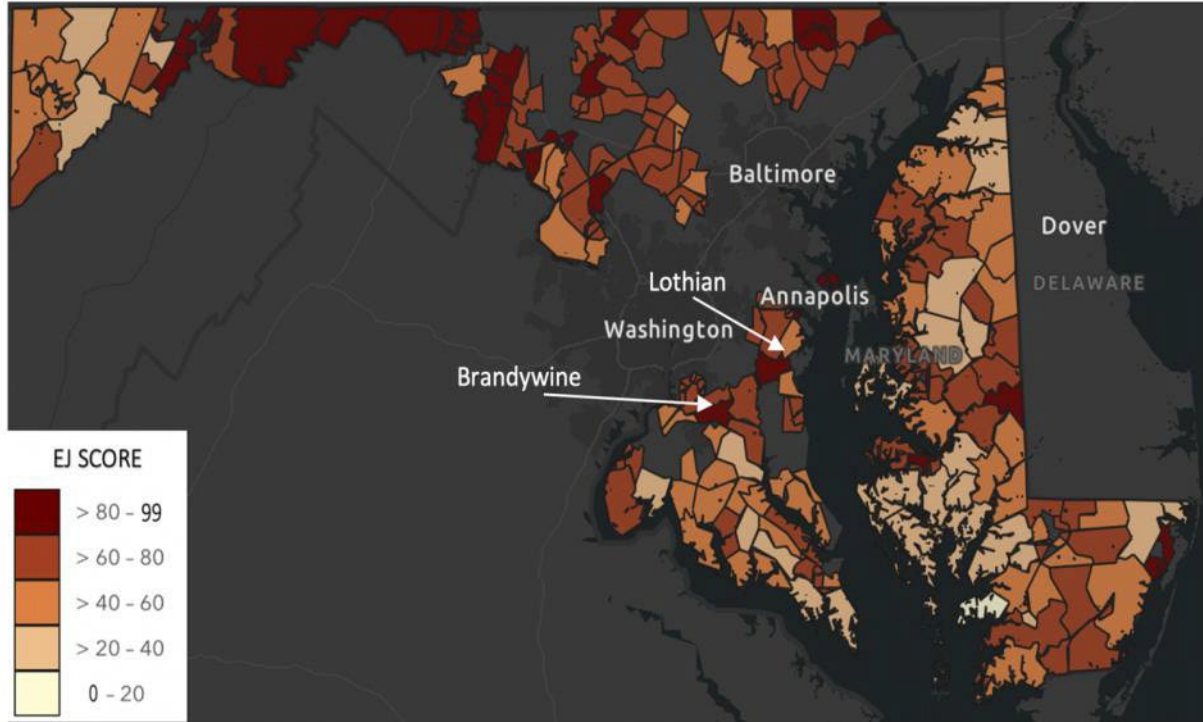 Baltimore
Dover
DELAWARE
Lothian
Annapolis
Washington
MARYLAND
Brandywine
EJ SCORE
> 80 - 99
> 60 - 80
> 40 - 60
> 20 - 40
0 - 20